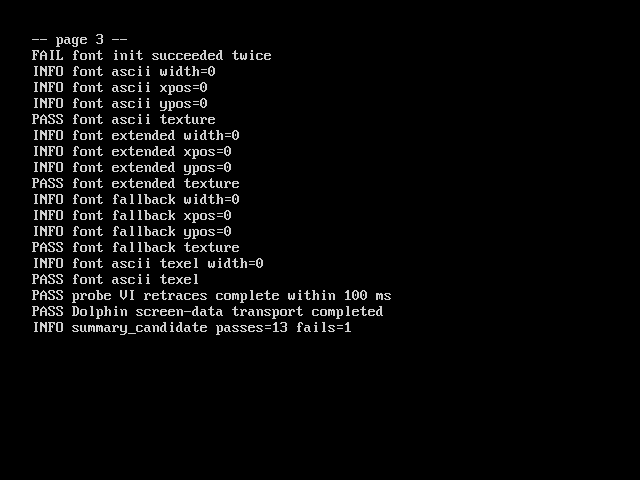 -- page 3 --
FAIL font init succeeded twice
INFO font ascii width=0
INFO font ascii xpos=0
INFO font ascii ypos=0
PASS font ascii texture
INFO font extended width=0
INFO font extended xpos=0
INFO font extended ypos=0
PASS font extended texture
INFO font fallback width=0
INFO font fallback xpos=0
INFO font fallback ypos=0
PASS font fallback texture
INFO font ascii texel width=0
PASS font ascii texel
PASS probe VI retraces complete within 100 ms
PASS Dolphin screen-data transport completed
INFO summary_candidate passes=13 fails=1